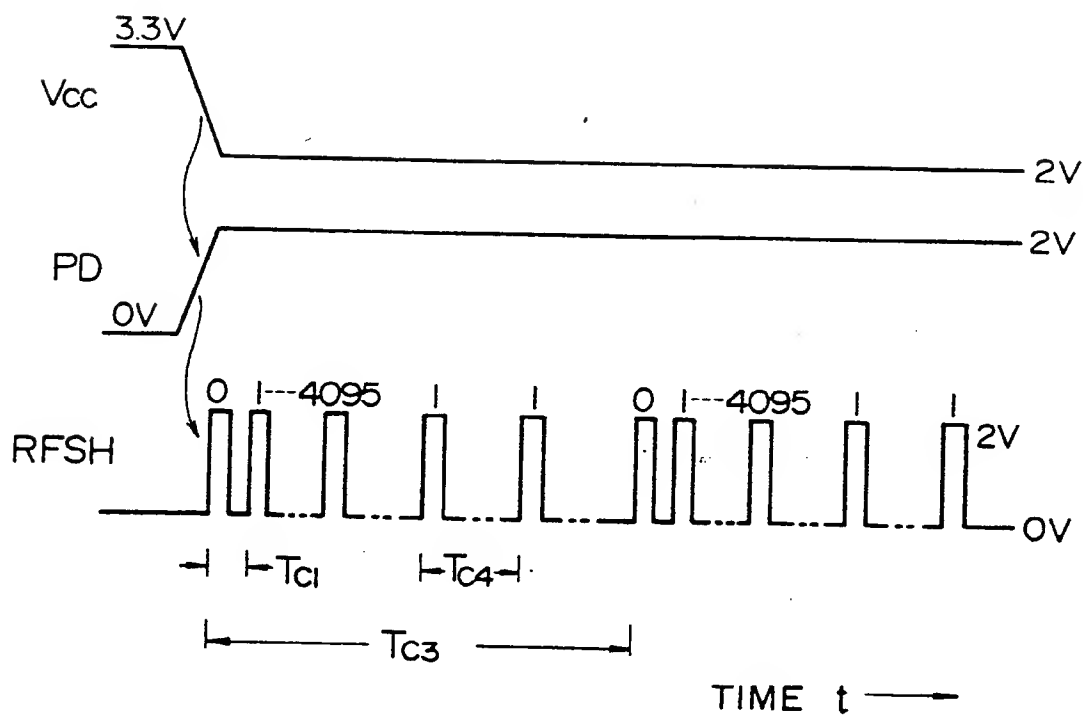 3.3V
Vcc
2V
PD
2V
0V
0 1---4095 1 1 0 1---4095 1 1
RFSH
2V
0V
TC1
TC4
TC3
TIME t